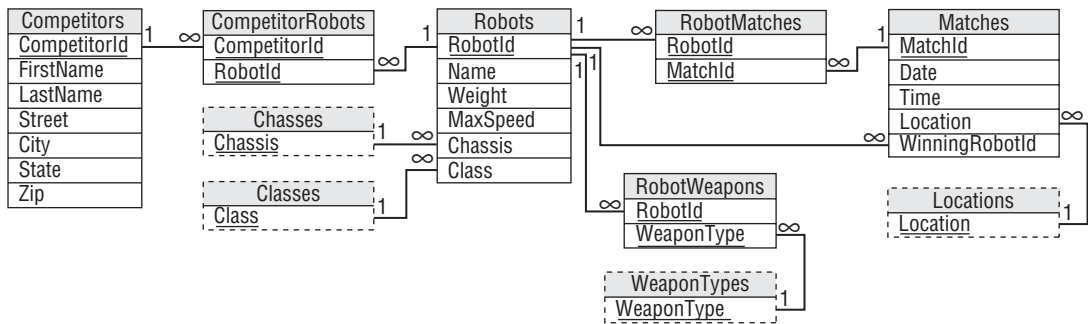 Competitors
CompetitorId
FirstName
LastName
Street
City
State
Zip
1
∞
CompetitorRobots
CompetitorId
RobotId
∞
1
Chasses
Chassis
1
∞
Classes
Class
1
∞
Robots
RobotId
Name
Weight
MaxSpeed
Chassis
Class
1
1
1
∞
RobotMatches
RobotId
MatchId
∞
1
Matches
MatchId
Date
Time
Location
WinningRobotId
∞
∞
RobotWeapons
RobotId
WeaponType
∞
∞
WeaponTypes
WeaponType
1
Locations
Location
1